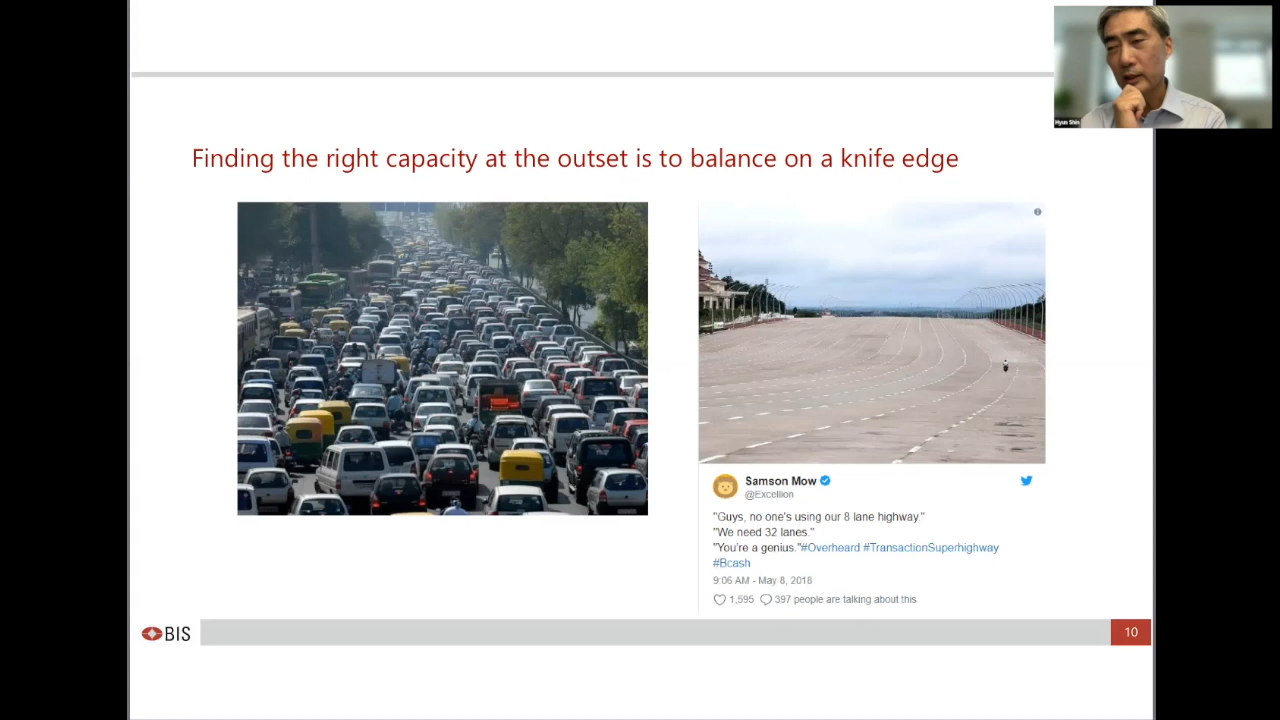 Hyun Shin
Finding the right capacity at the outset is to balance on a knife edge
Samson Mow
@Excellion
"Guys, no one's using our 8 lane highway."
"We need 32 lanes."
"You're a genius."#Overheard #TransactionSuperhighway
#Bcash
9:06 AM - May 8, 2018
1,595 397 people are talking about this
BIS
10